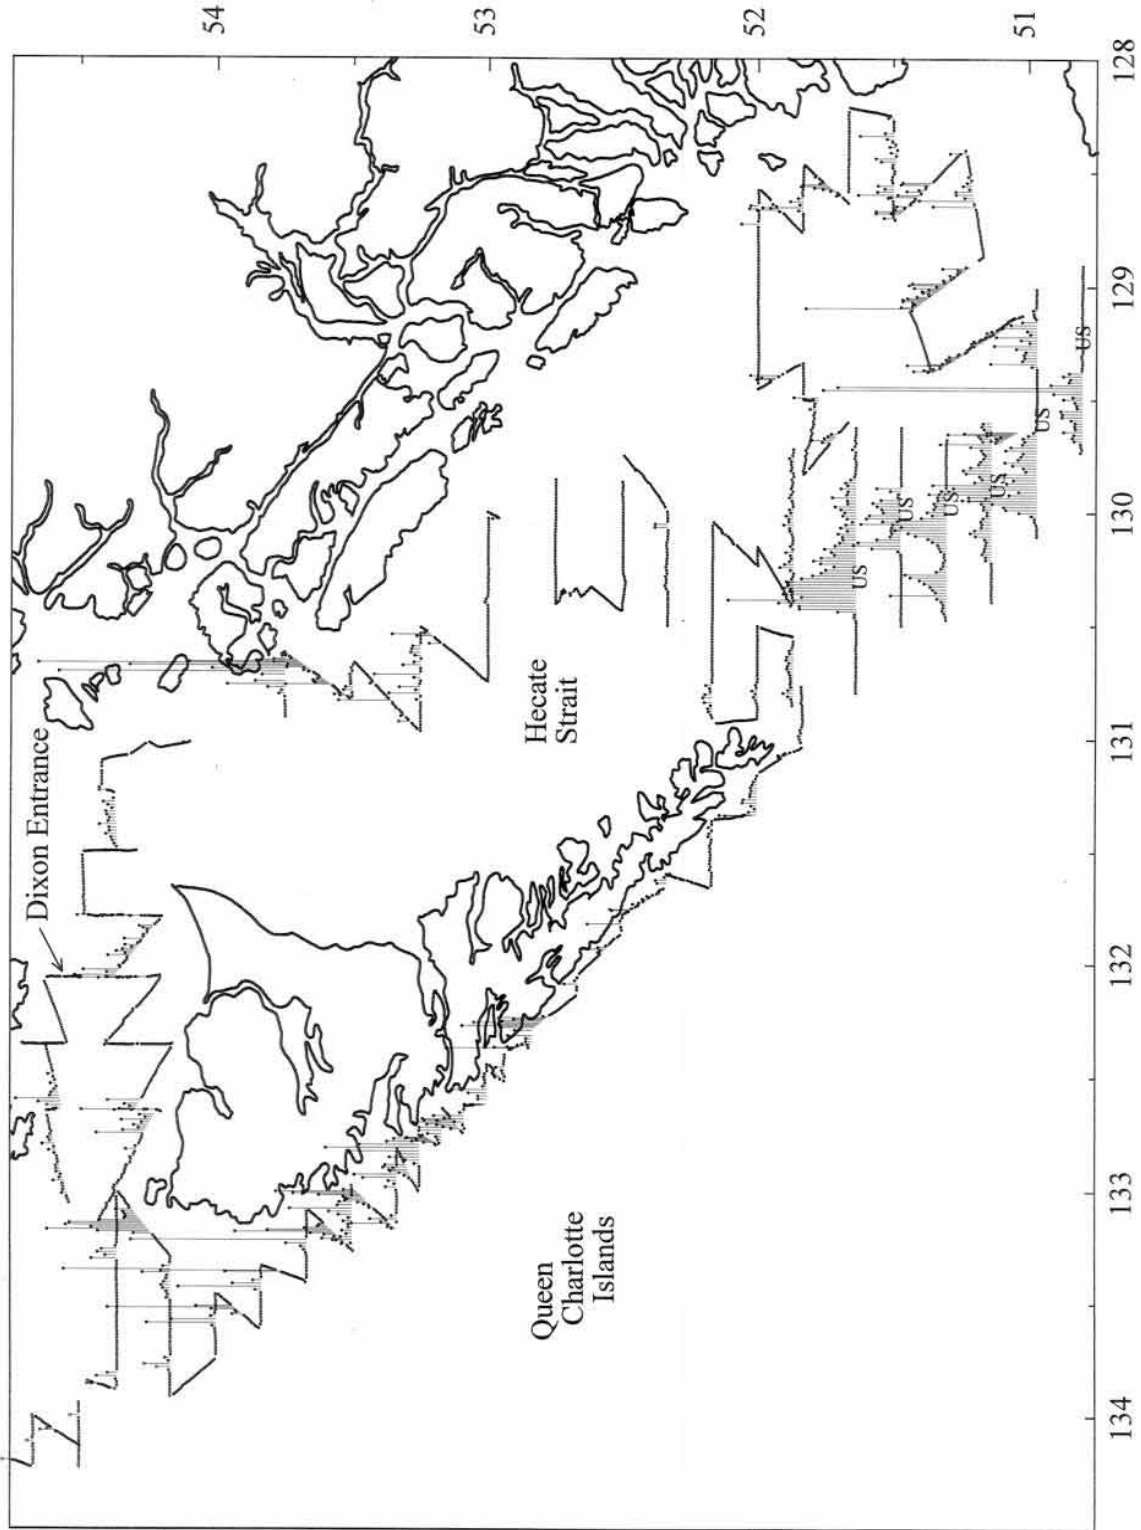 54
53
52
51
Dixon Entrance
Hecate
Strait
Queen
Charlotte
Islands
US
US
US
US
US
US
128
129
130
131
132
133
134